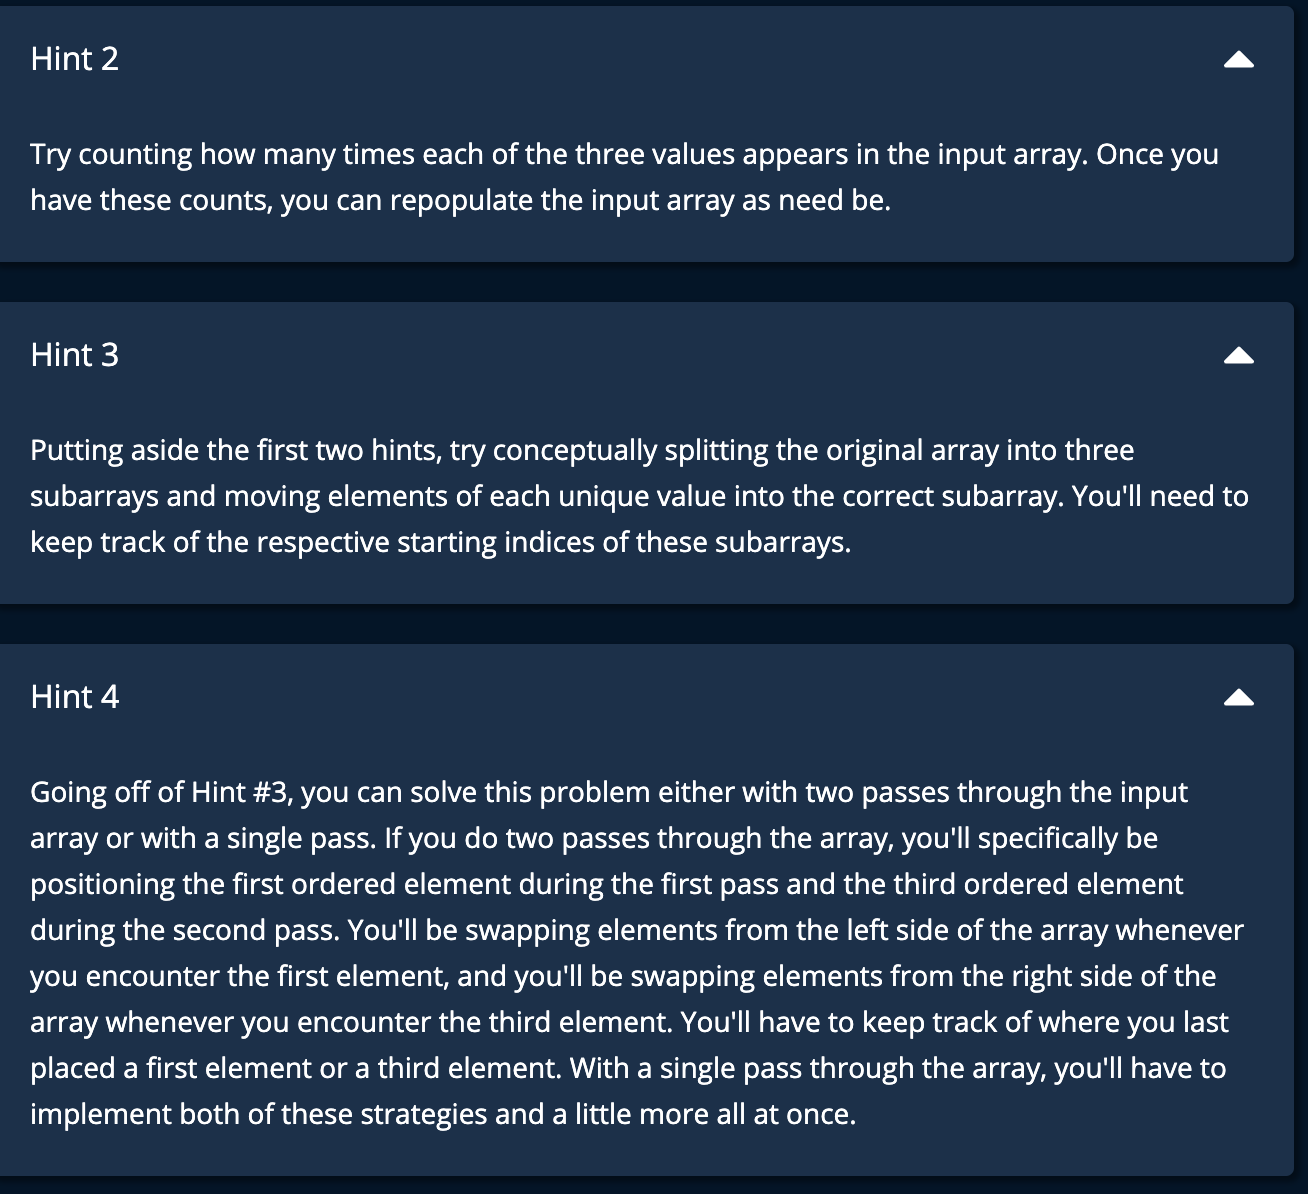 Hint 2
Try counting how many times each of the three values appears in the input array. Once you
have these counts, you can repopulate the input array as need be.
Hint 3
Putting aside the first two hints, try conceptually splitting the original array into three
subarrays and moving elements of each unique value into the correct subarray. You'll need to
keep track of the respective starting indices of these subarrays.
Hint 4
Going off of Hint #3, you can solve this problem either with two passes through the input
array or with a single pass. If you do two passes through the array, you'll specifically be
positioning the first ordered element during the first pass and the third ordered element
during the second pass. You'll be swapping elements from the left side of the array whenever
you encounter the first element, and you'll be swapping elements from the right side of the
array whenever you encounter the third element. You'll have to keep track of where you last
placed a first element or a third element. With a single pass through the array, you'll have to
implement both of these strategies and a little more all at once.